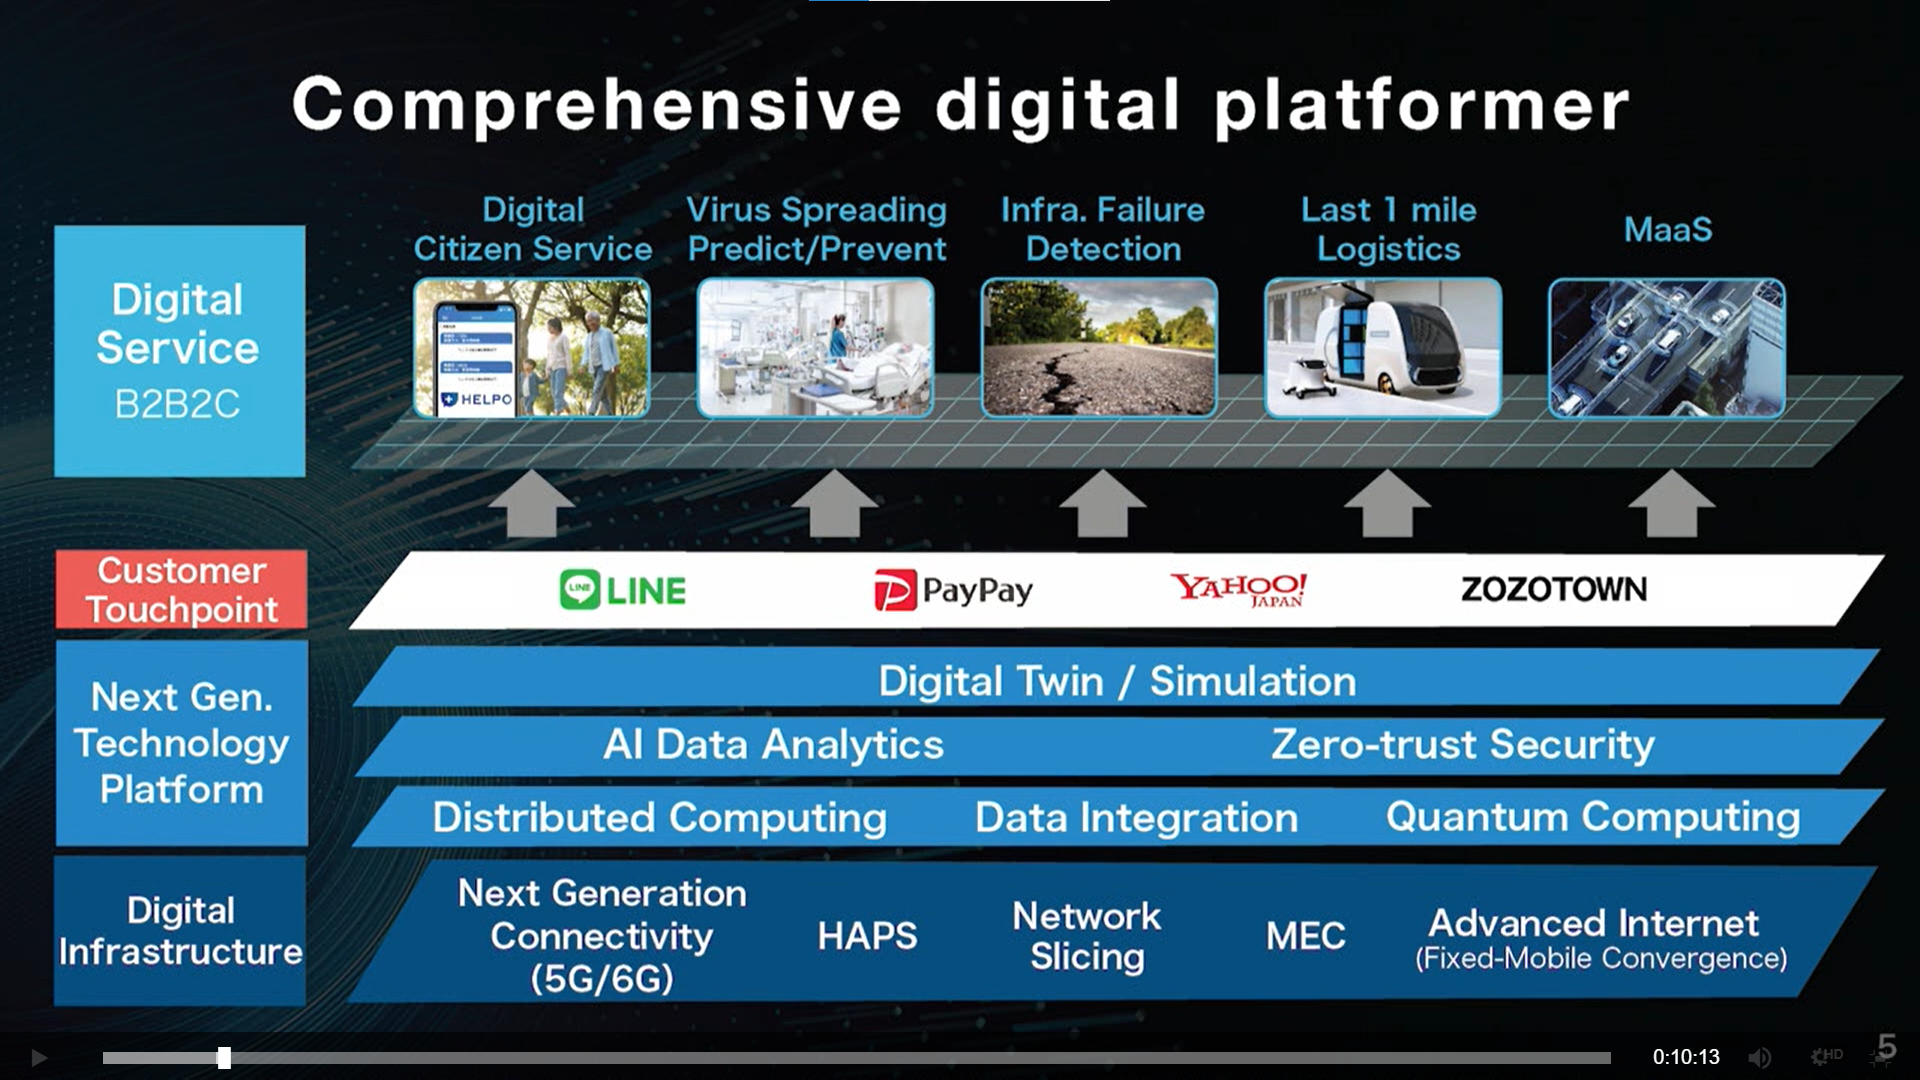 Comprehensive digital platformer
Digital
Citizen Service
Virus Spreading
Predict/Prevent
Infra. Failure
Detection
Last 1 mile
Logistics
MaaS
Digital
Service
B2B2C
HELPO
Customer
Touchpoint
LINE
LINE
PayPay
YAHOO!
JAPAN
ZOZOTOWN
Next Gen.
Technology
Platform
Digital Twin / Simulation
AI Data Analytics
Zero-trust Security
Distributed Computing
Data Integration
Quantum Computing
Digital
Infrastructure
Next Generation
Connectivity
(5G/6G)
HAPS
Network
Slicing
MEC
Advanced Internet
(Fixed-Mobile Convergence)
0:10:13
HD
5